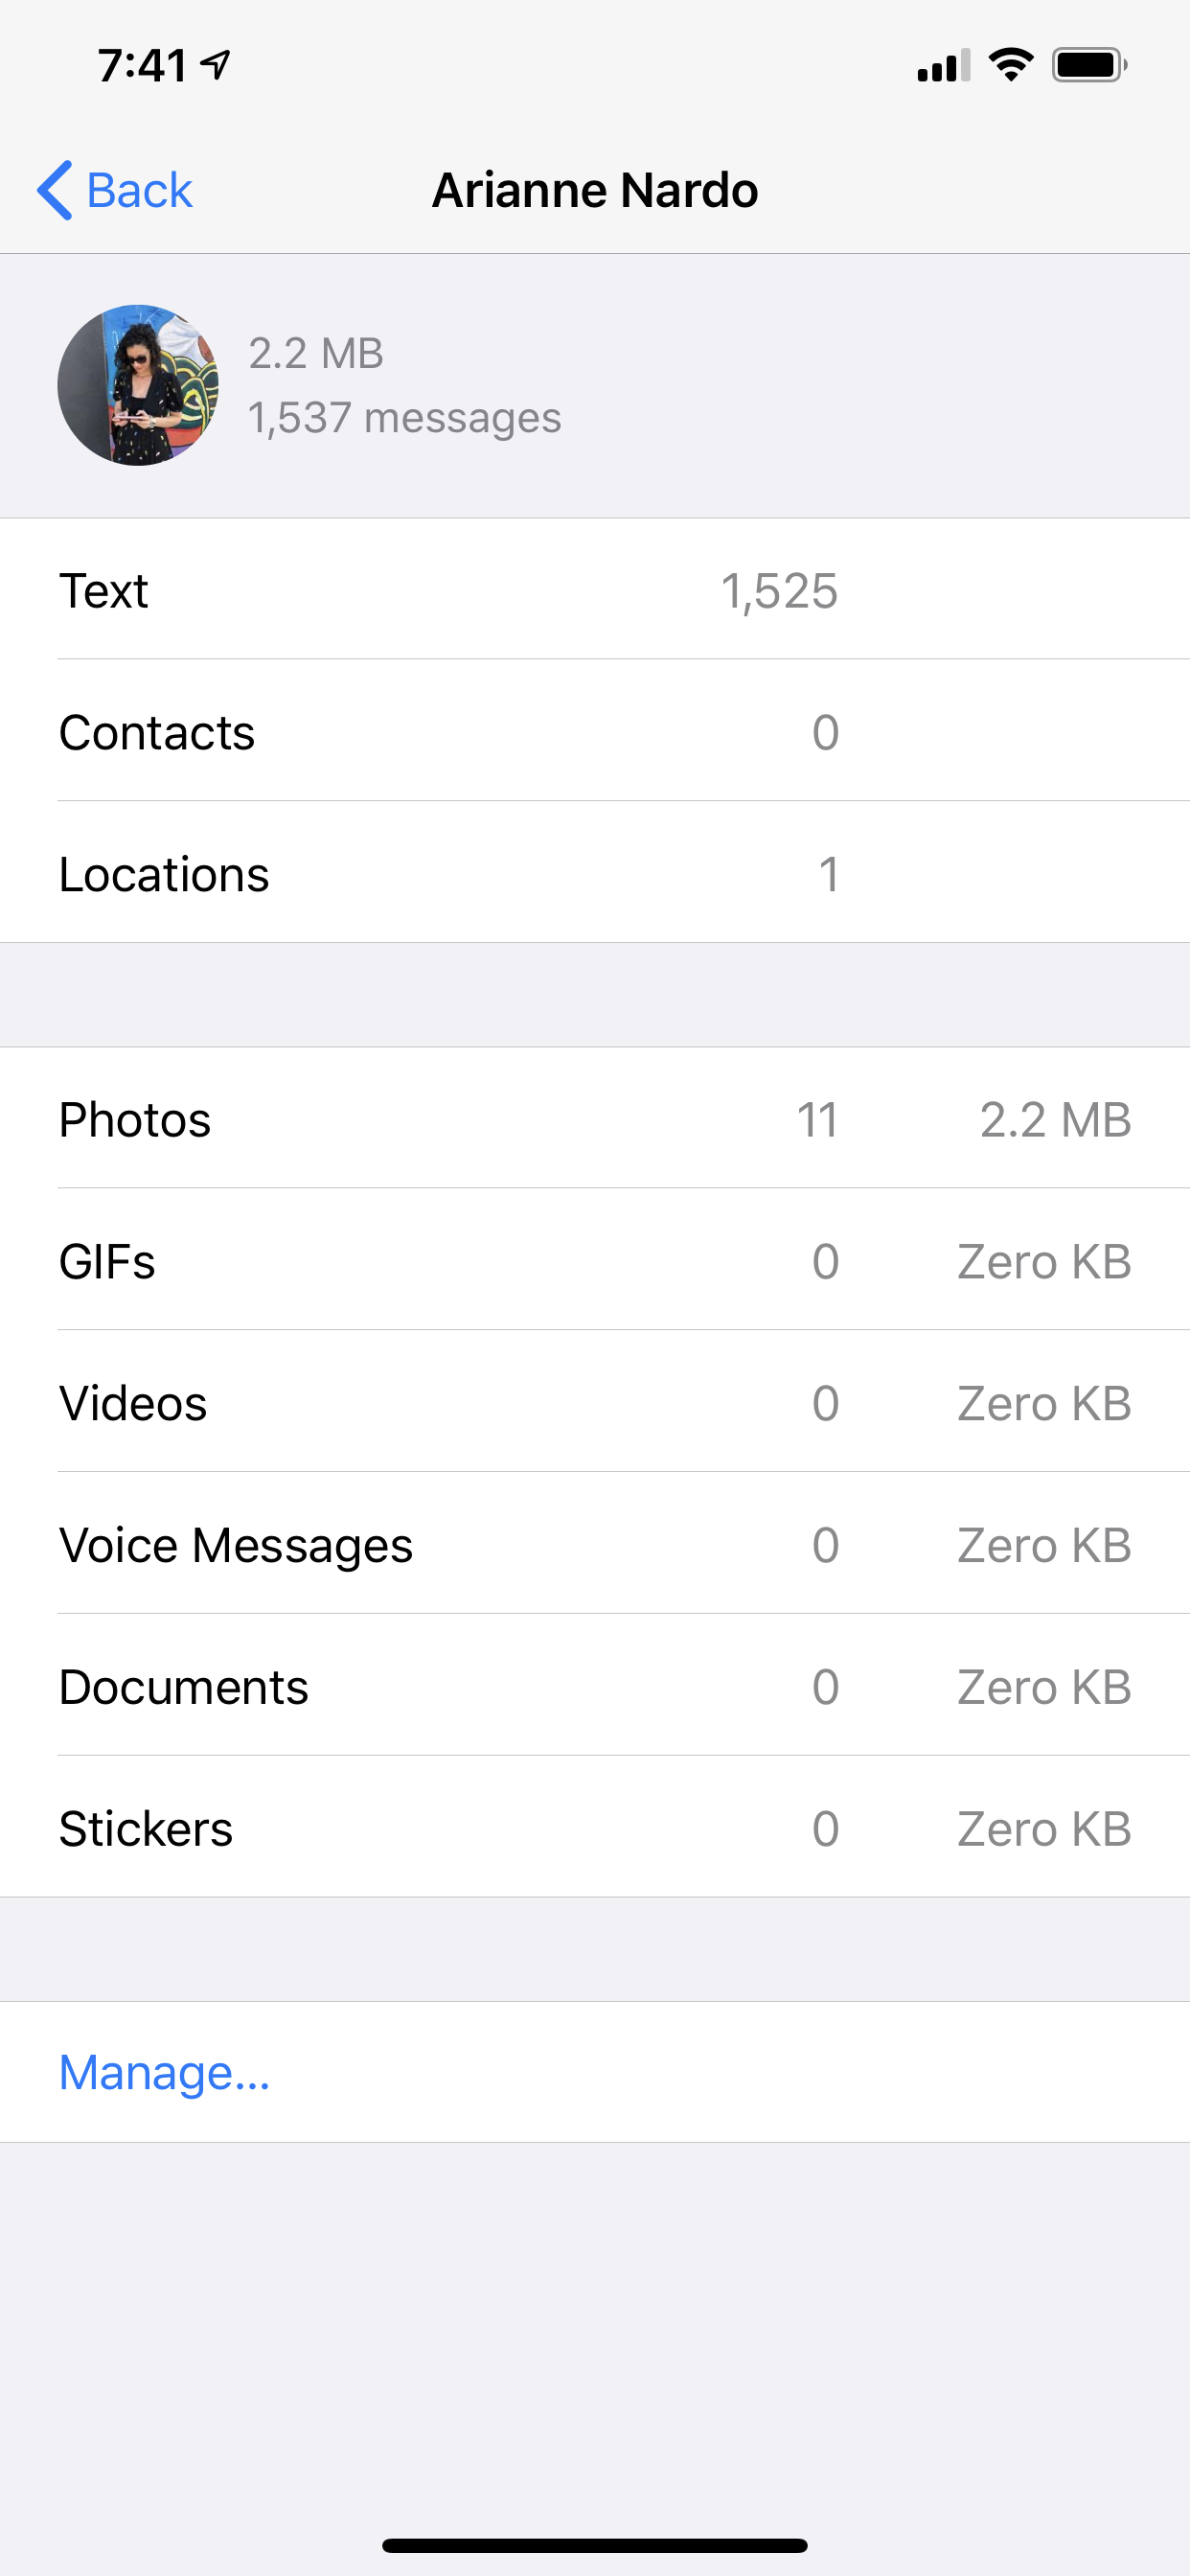 7:41
Back Arianne Nardo
2.2 MB
1,537 messages
Text 1,525
Contacts 0
Locations 1
Photos 11 2.2 MB
GIFs 0 Zero KB
Videos 0 Zero KB
Voice Messages 0 Zero KB
Documents 0 Zero KB
Stickers 0 Zero KB
Manage...